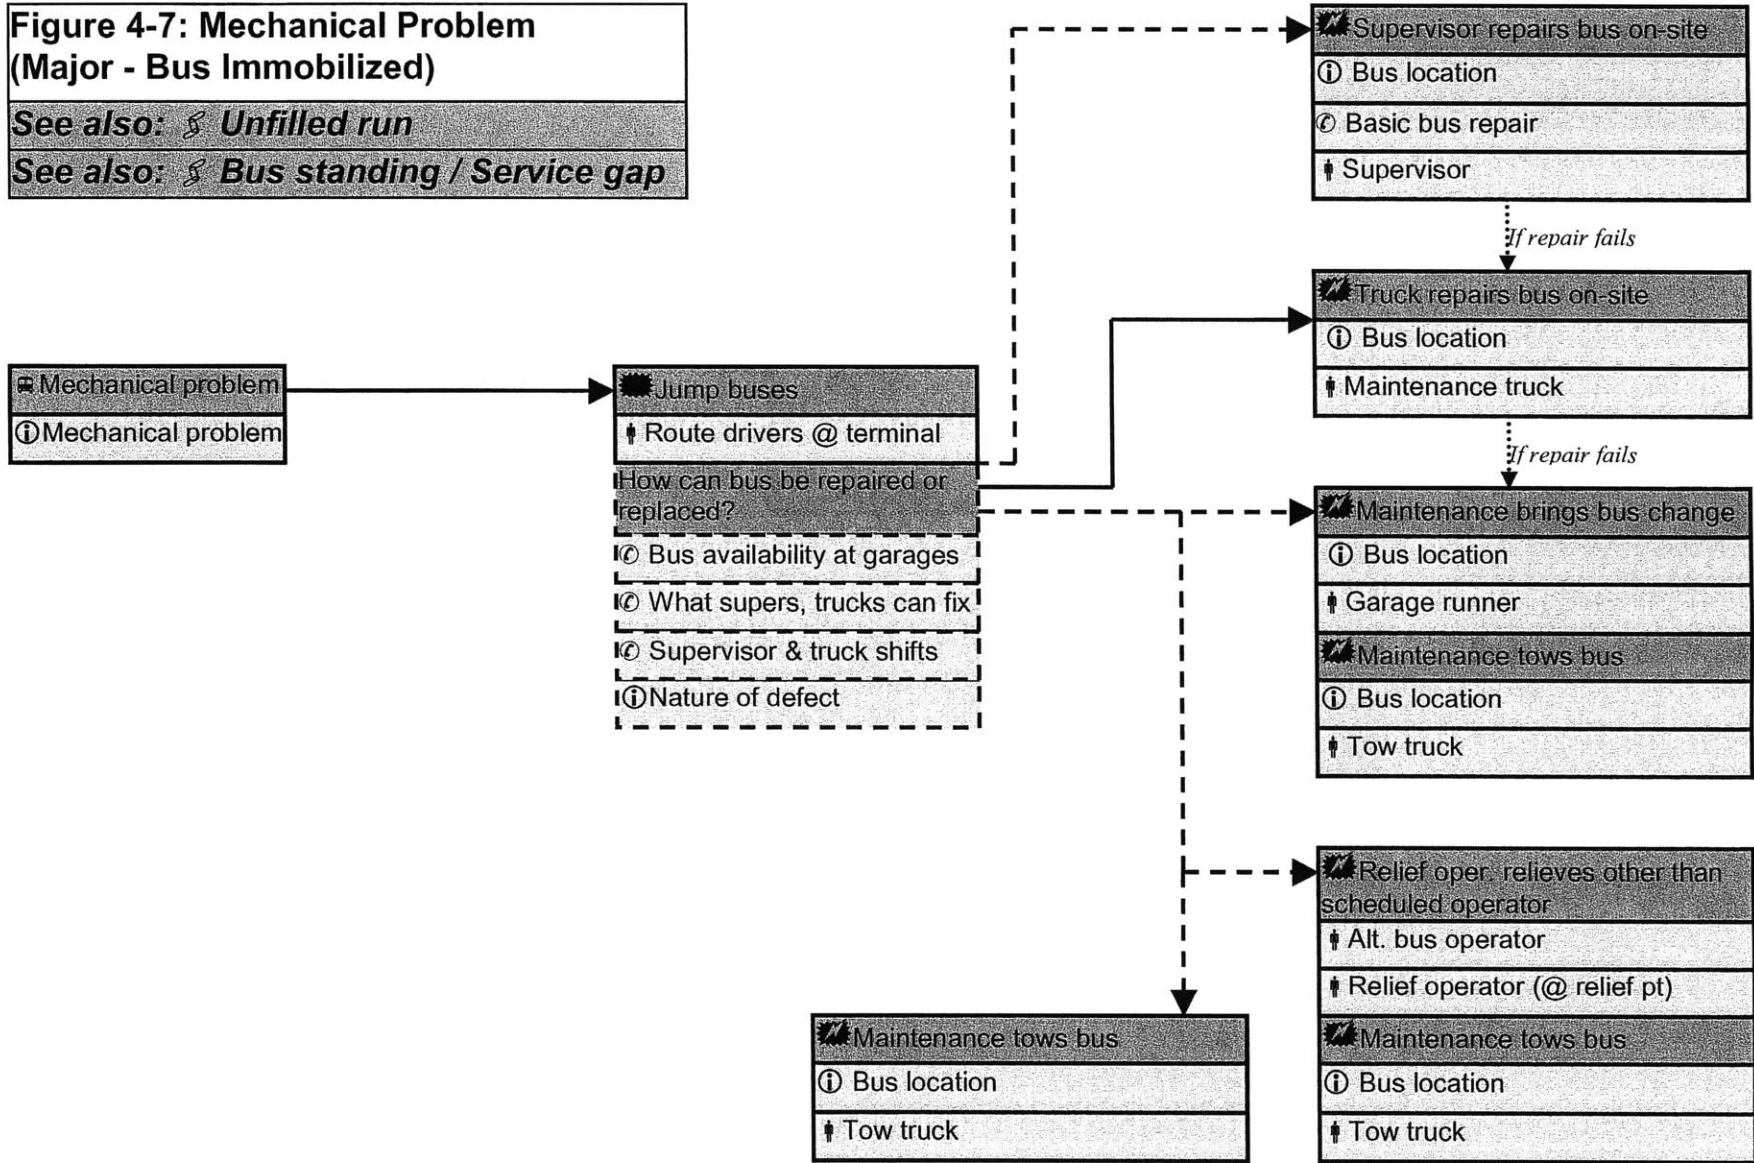 Figure 4-7: Mechanical Problem
(Major - Bus Immobilized)
See also: Unfilled run
See also: Bus standing / Service gap
Mechanical problem
Mechanical problem
Jump buses
Route drivers @ terminal
How can bus be repaired or
replaced?
Bus availability at garages
What supers, trucks can fix
Supervisor & truck shifts
Nature of defect
Supervisor repairs bus on-site
Bus location
Basic bus repair
Supervisor
If repair fails
Truck repairs bus on-site
Bus location
Maintenance truck
If repair fails
Maintenance brings bus change
Bus location
Garage runner
Maintenance tows bus
Bus location
Tow truck
Relief oper. relieves other than
scheduled operator
Alt. bus operator
Relief operator (@ relief pt)
Maintenance tows bus
Bus location
Tow truck
Maintenance tows bus
Bus location
Tow truck